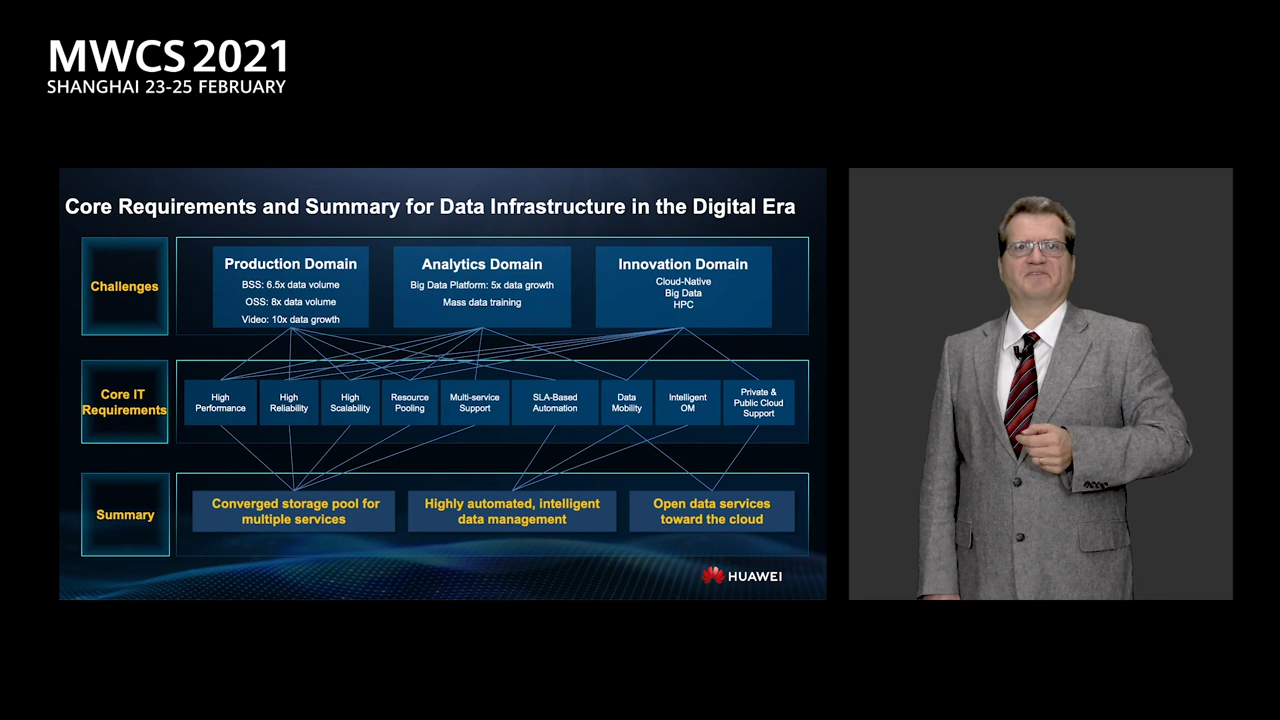 MWCS 2021
SHANGHAI 23-25 FEBRUARY
Core Requirements and Summary for Data Infrastructure in the Digital Era
Challenges
Production Domain
BSS: 6.5x data volume
OSS: 8x data volume
Video: 10x data growth
Analytics Domain
Big Data Platform: 5x data growth
Mass data training
Innovation Domain
Cloud-Native
Big Data
HPC
Core IT
Requirements
High
Performance
High
Reliability
High
Scalability
Resource
Pooling
Multi-service
Support
SLA-Based
Automation
Data
Mobility
Intelligent
OM
Private &
Public Cloud
Support
Summary
Converged storage pool for
multiple services
Highly automated, intelligent
data management
Open data services
toward the cloud
HUAWEI